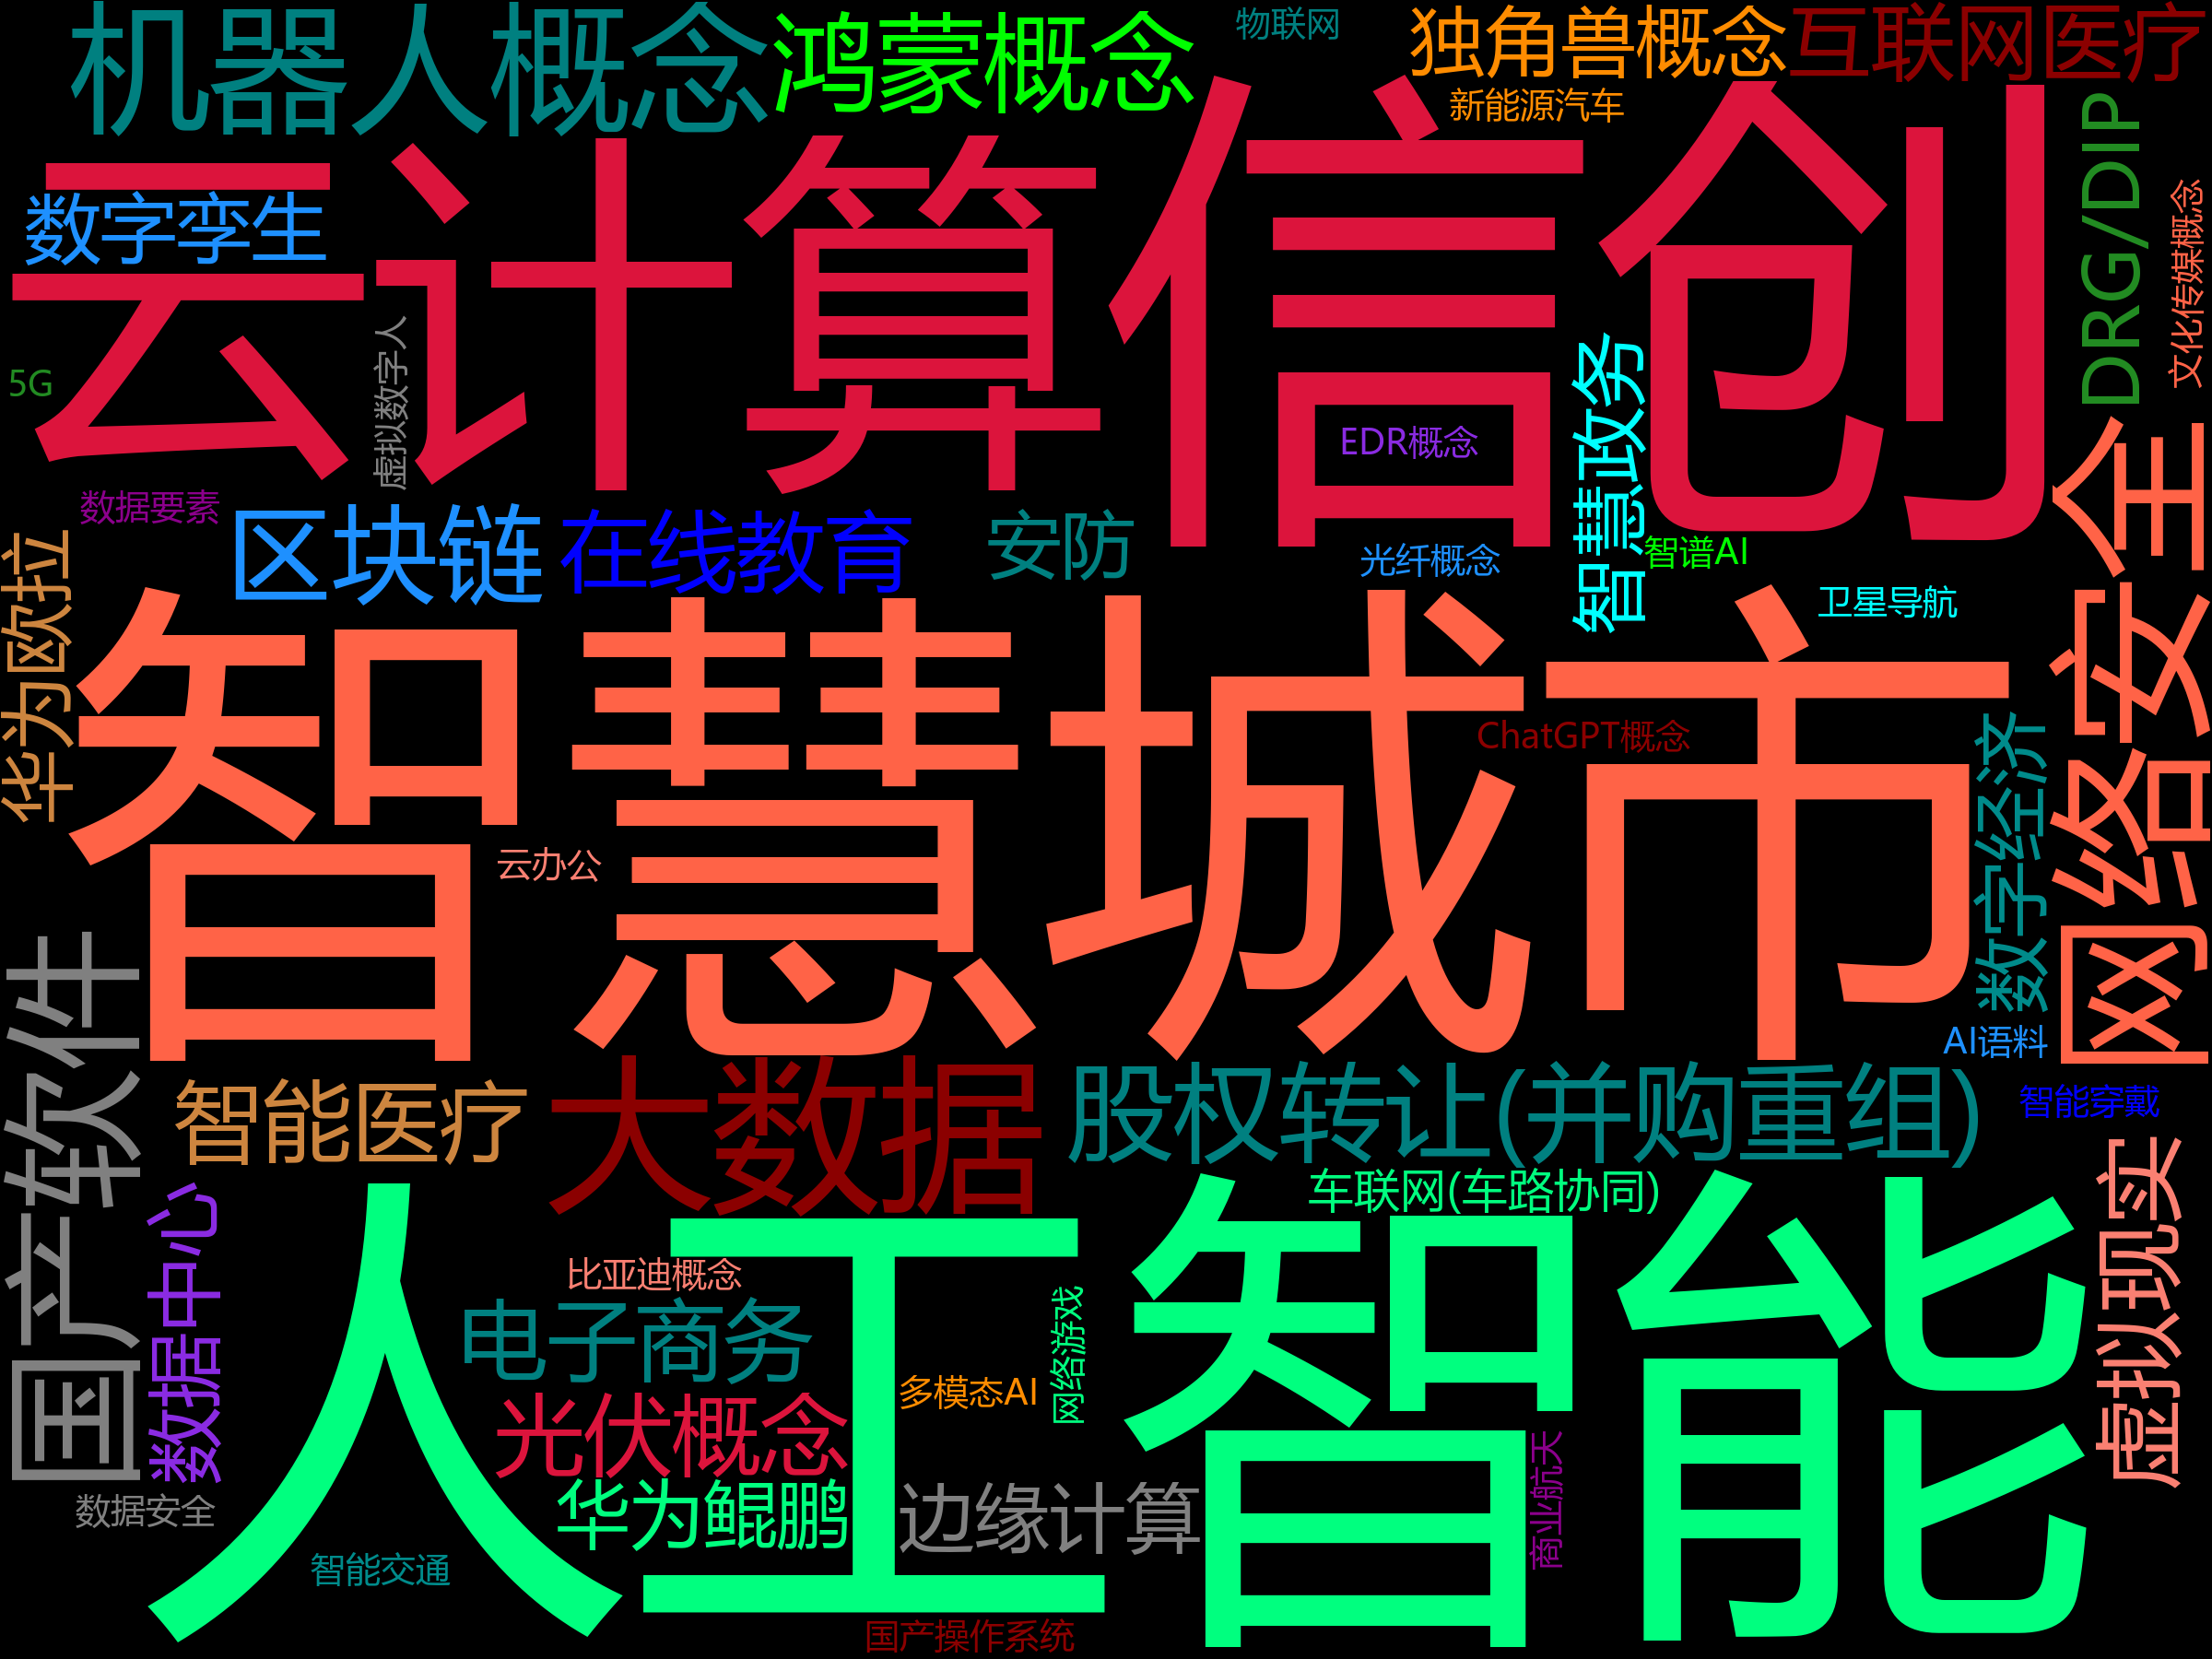 机器人概念
鸿蒙概念
物联网
独角兽概念
互联网医疗
新能源汽车
云计算
信创
DRG/DIP
文化传媒概念
数字孪生
5G
虚拟数字人
智慧政务
EDR概念
网络安全
数据要素
区块链
在线教育
安防
光纤概念
智谱AI
卫星导航
华为欧拉
智慧城市
ChatGPT概念
数字经济
云办公
国产软件
AI语料
智能医疗
大数据
股权转让(并购重组)
智能穿戴
车联网(车路协同)
虚拟现实
数据中心
人工智能
比亚迪概念
电子商务
网络游戏
多模态AI
光伏概念
商业航天
华为鲲鹏
边缘计算
数据安全
智能交通
国产操作系统